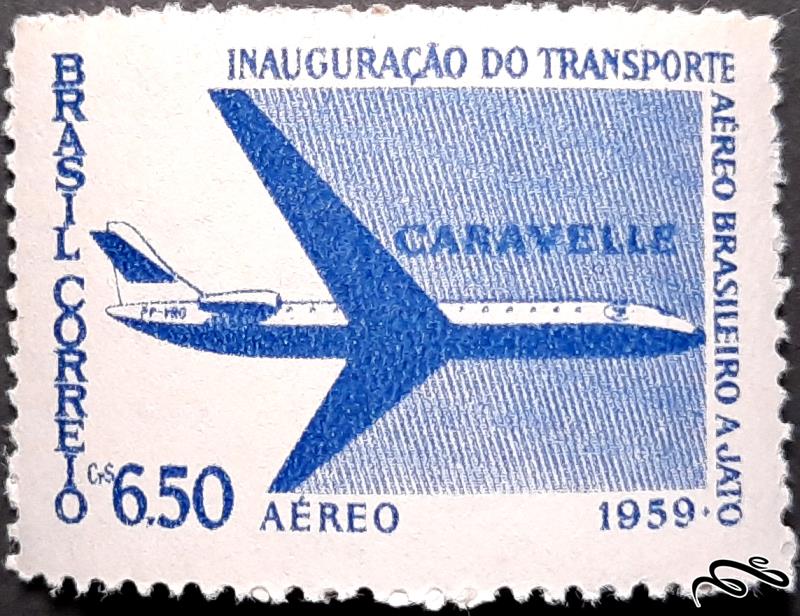 BRASIL CORREIO
INAUGURAÇÃO DO TRANSPORTE
AÉREO BRASILEIRO A JATO
CARAVELLE
Cr$ 6.50
AÉREO
1959